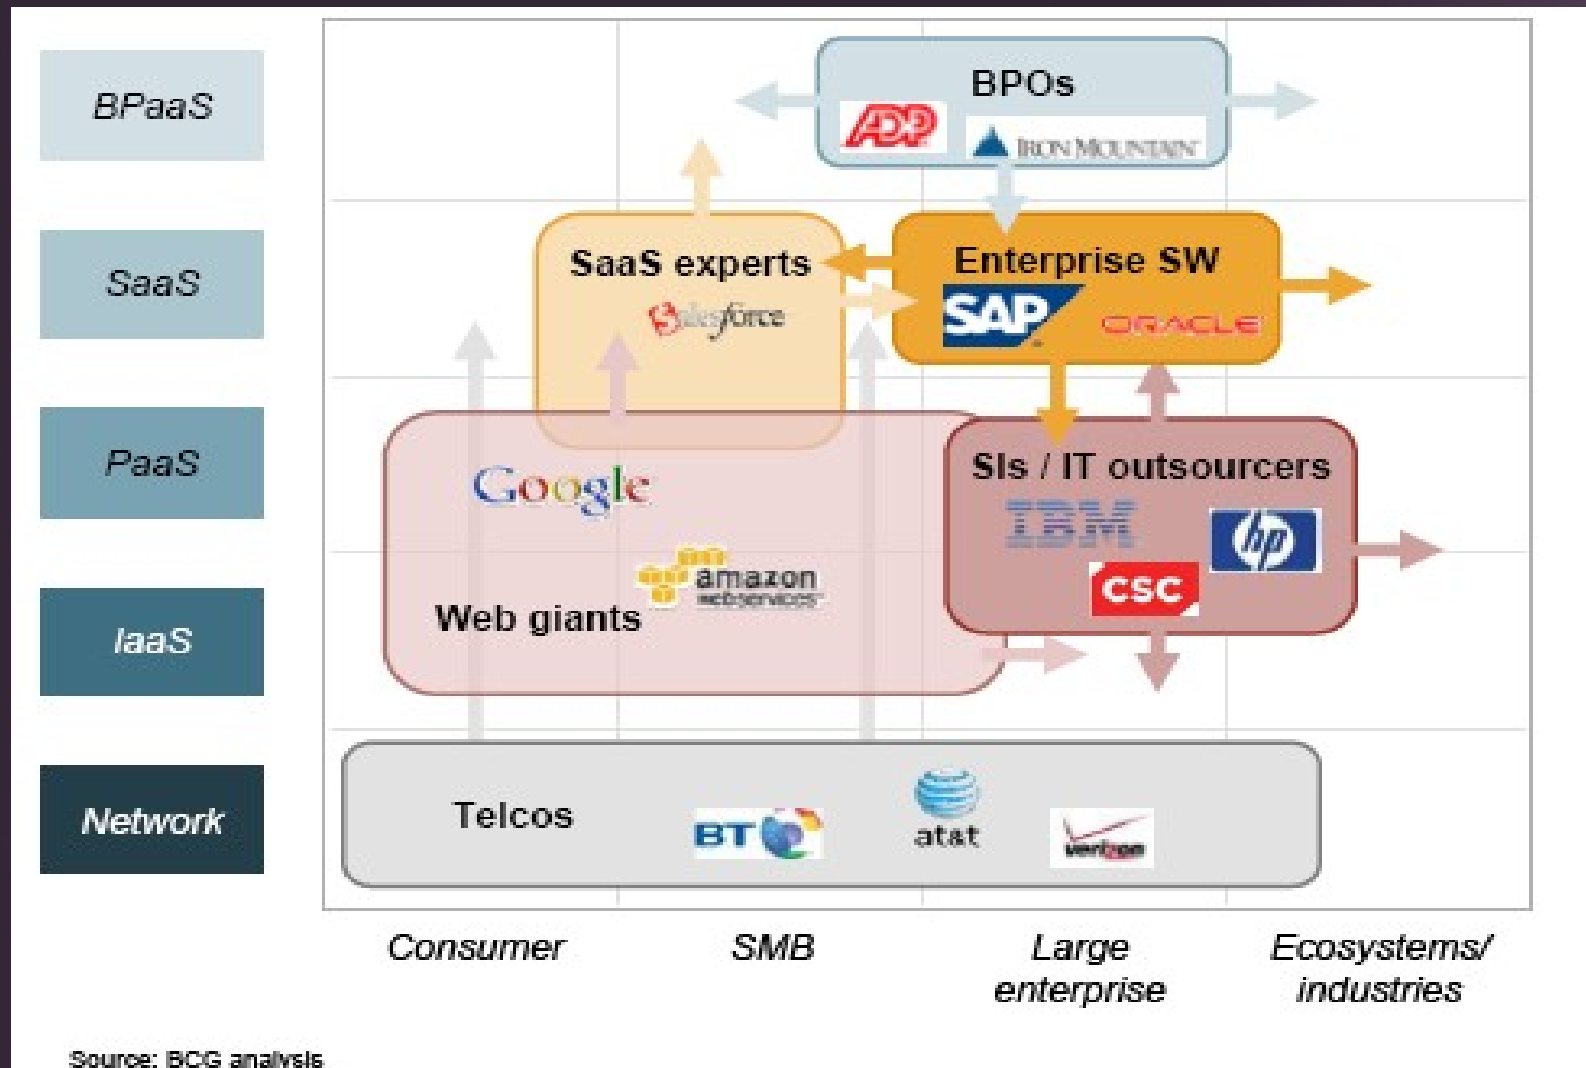 BPaaS
BPOs
ADP
IRON MOUNTAIN
SaaS
SaaS experts
salesforce
Enterprise SW
SAP
ORACLE
PaaS
Google
SIs / IT outsourcers
IBM
hp
CSC
amazon
webservices
Web giants
IaaS
Network
Telcos
BT
at&t
verizon
Consumer
SMB
Large
enterprise
Ecosystems/
industries
Source: BCG analysis